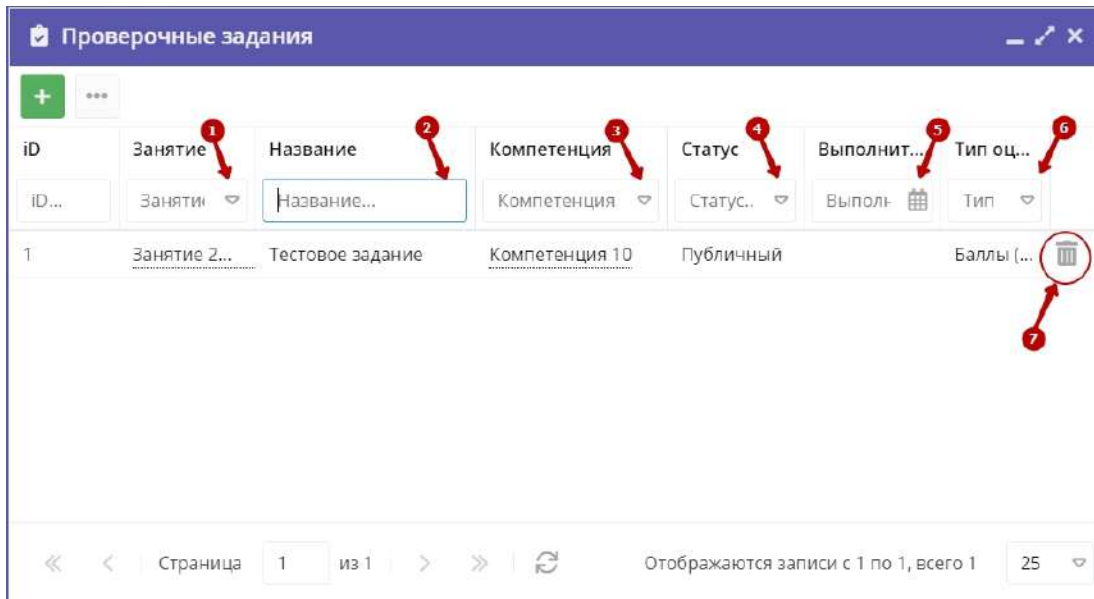 Проверочные задания
1 2 3 4 5 6
iD Занятие Название Компетенция Статус Выполнит... Тип оц...
iD... Заняти Название... Компетенция Статус.. Выполн Тип
1 Занятие 2... Тестовое задание Компетенция 10 Публичный Баллы (...
7
Страница 1 из 1 Отображаются записи с 1 по 1, всего 1 25